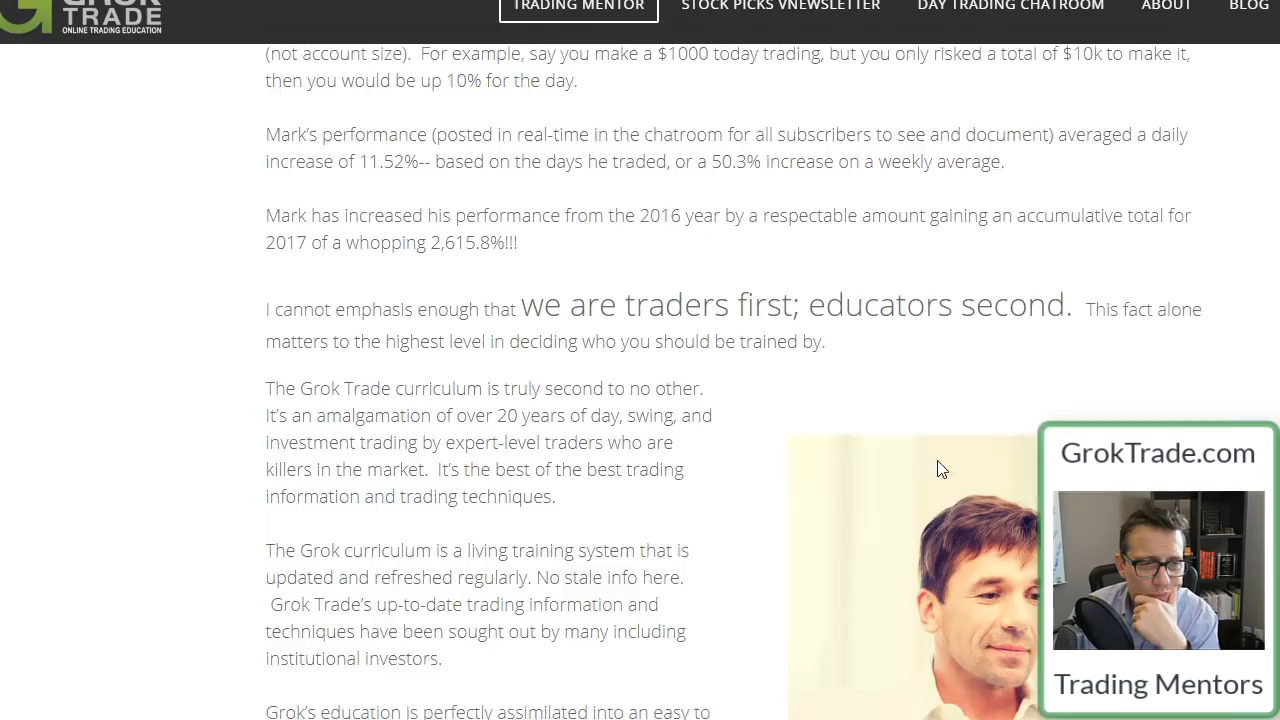 TRADE
ONLINE TRADING EDUCATION
TRADING MENTOR
STOCK PICKS VNEWSLETTER
DAY TRADING CHATROOM
ABOUT
BLOG
(not account size).  For example, say you make a $1000 today trading, but you only risked a total of $10k to make it,
then you would be up 10% for the day.
Mark’s performance (posted in real-time in the chatroom for all subscribers to see and document) averaged a daily
increase of 11.52%-- based on the days he traded, or a 50.3% increase on a weekly average.
Mark has increased his performance from the 2016 year by a respectable amount gaining an accumulative total for
2017 of a whopping 2,615.8%!!!
I cannot emphasis enough that we are traders first; educators second.  This fact alone
matters to the highest level in deciding who you should be trained by.
The Grok Trade curriculum is truly second to no other.
It’s an amalgamation of over 20 years of day, swing, and
investment trading by expert-level traders who are
killers in the market.  It’s the best of the best trading
information and trading techniques.
The Grok curriculum is a living training system that is
updated and refreshed regularly. No stale info here.
Grok Trade’s up-to-date trading information and
techniques have been sought out by many including
institutional investors.
Grok’s education is perfectly assimilated into an easy to
GrokTrade.com
Trading Mentors